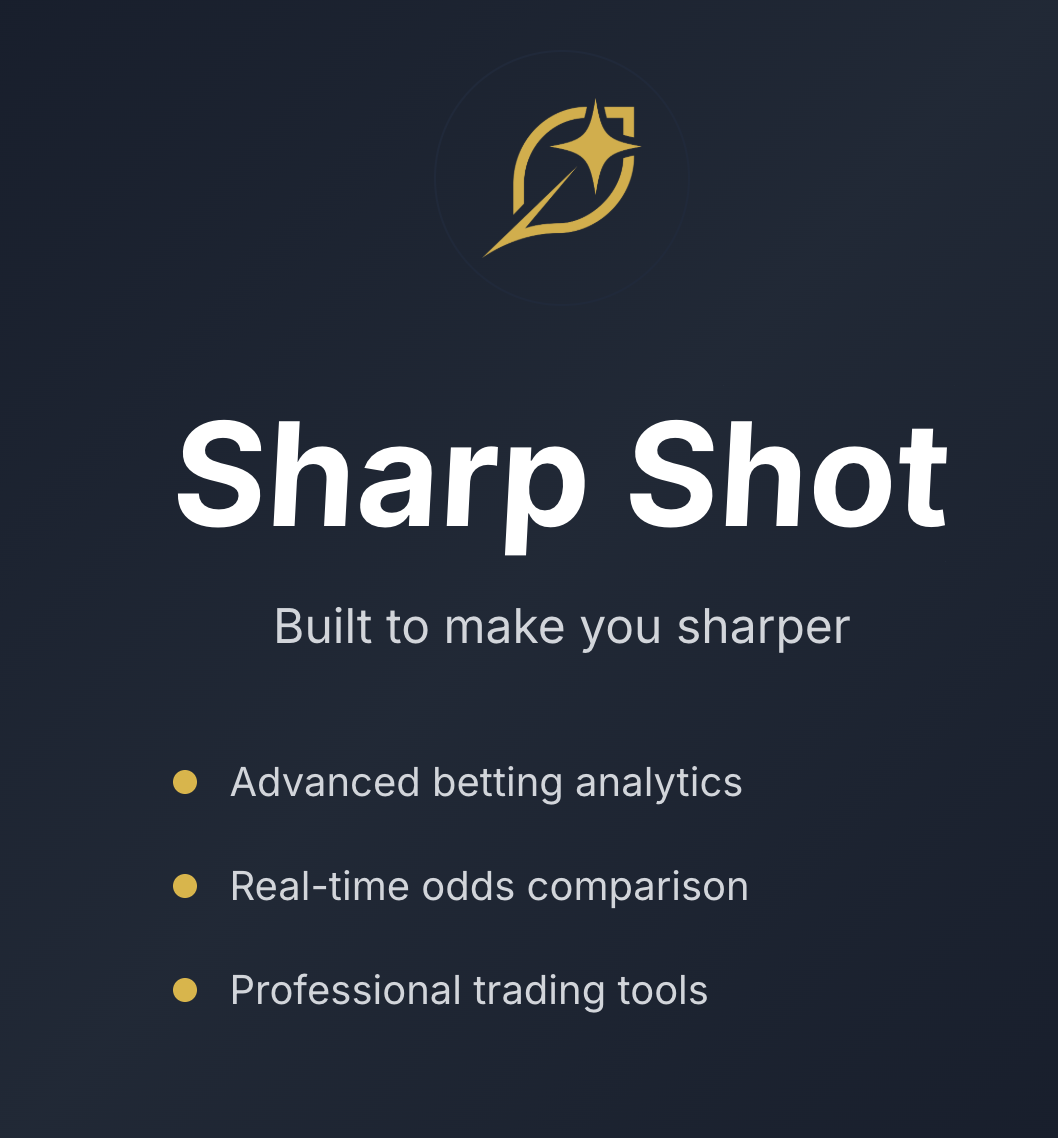 Sharp Shot
Built to make you sharper
Advanced betting analytics
Real-time odds comparison
Professional trading tools